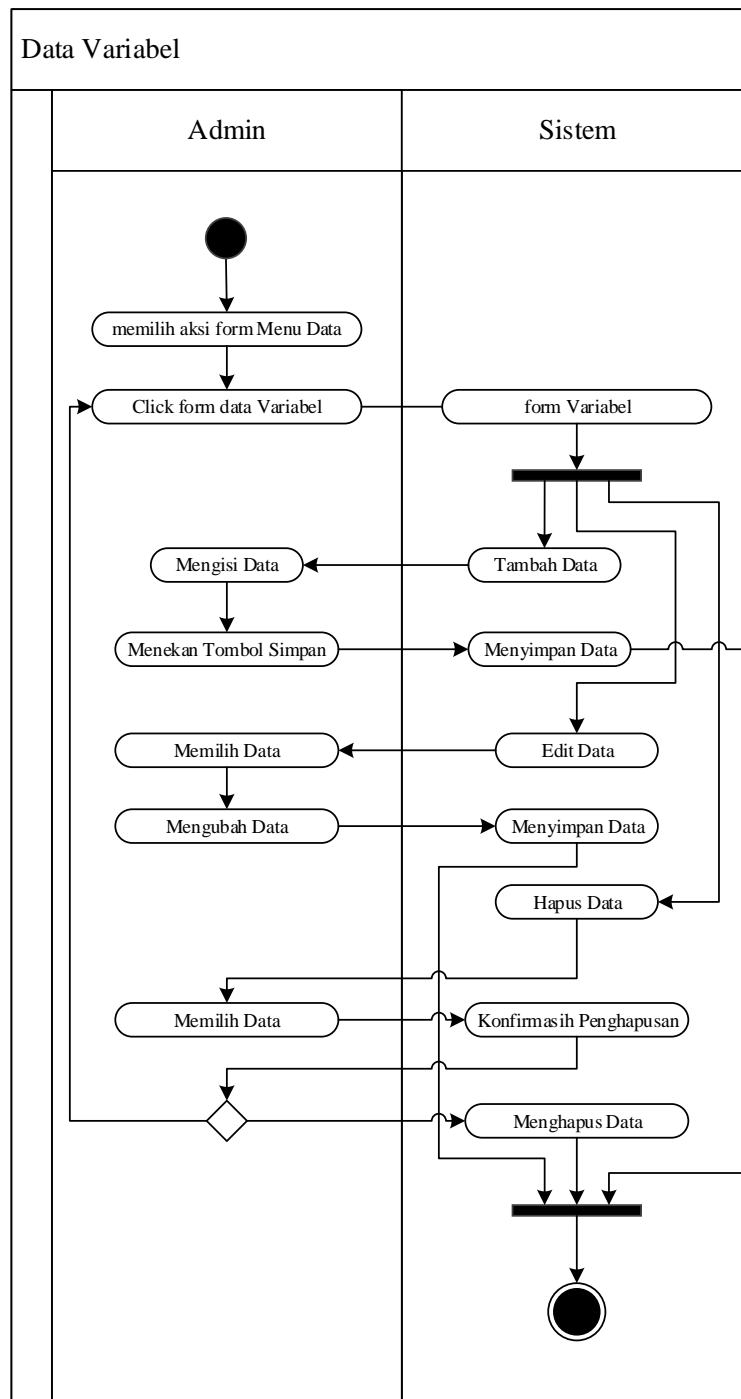 Data Variabel
Admin
Sistem
memilih aksi form Menu Data
Click form data Variabel
form Variabel
Mengisi Data
Tambah Data
Menekan Tombol Simpan
Menyimpan Data
Memilih Data
Edit Data
Mengubah Data
Menyimpan Data
Hapus Data
Memilih Data
Konfirmasih Penghapusan
Menghapus Data